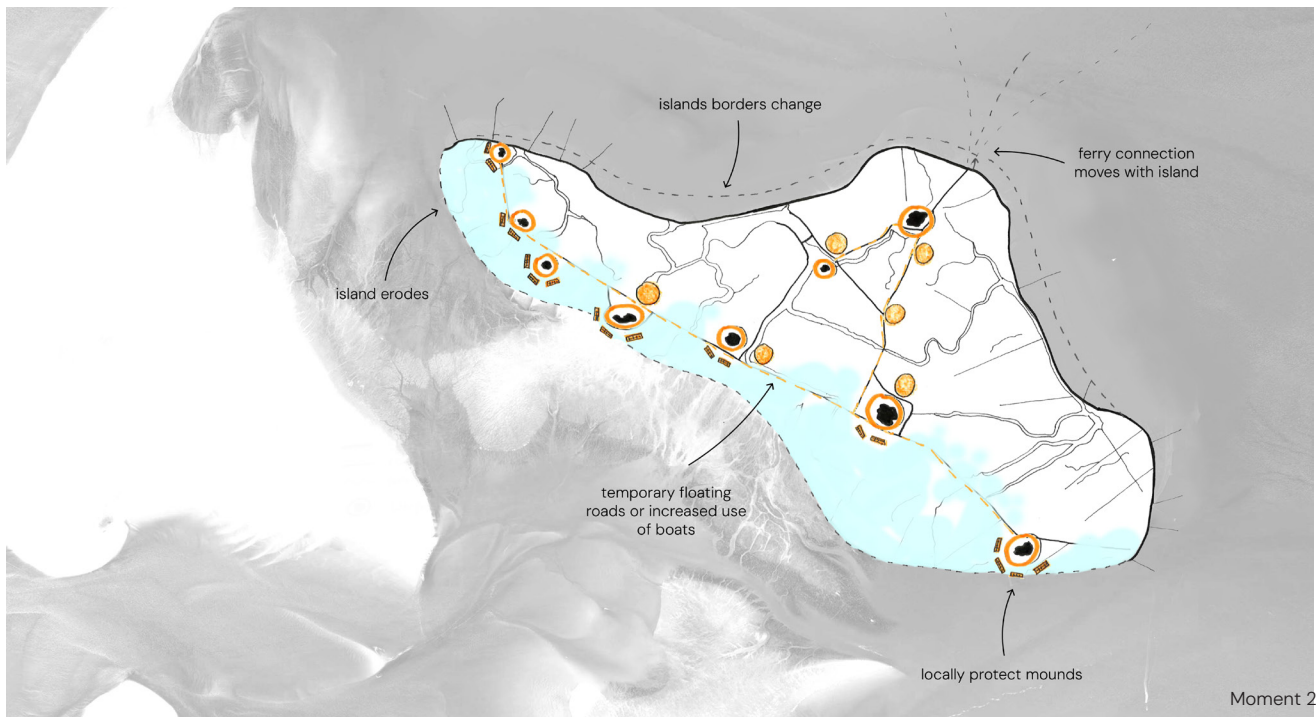 islands borders change
ferry connection
moves with island
island erodes
temporary floating
roads or increased use
of boats
locally protect mounds
Moment 2